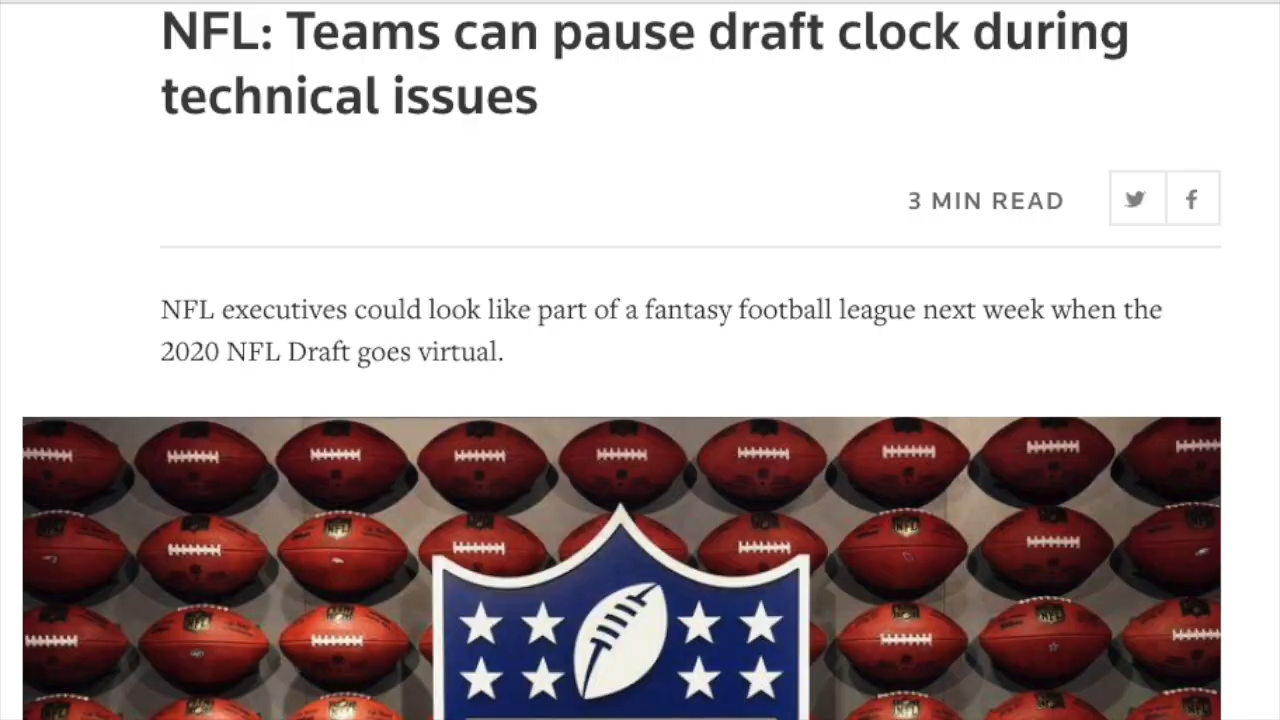 NFL: Teams can pause draft clock during
technical issues
3 MIN READ
NFL executives could look like part of a fantasy football league next week when the
2020 NFL Draft goes virtual.